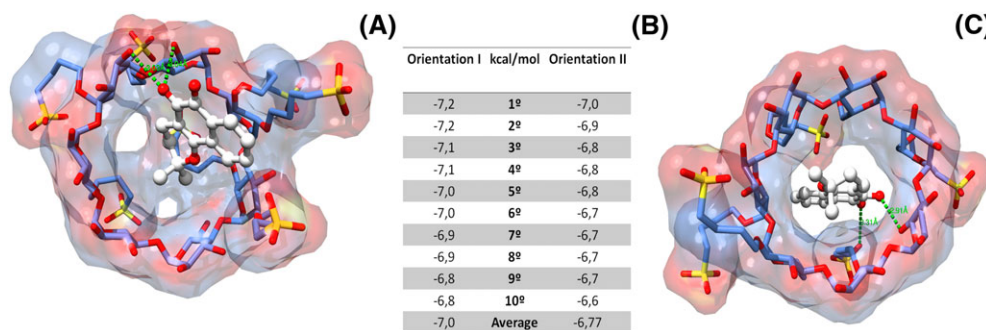 (A)
Orientation I kcal/mol Orientation II
-7,2 1º -7,0
-7,2 2º -6,9
-7,1 3º -6,8
-7,1 4º -6,8
-7,0 5º -6,8
-7,0 6º -6,7
-6,9 7º -6,7
-6,9 8º -6,7
-6,8 9º -6,7
-6,8 10º -6,6
-7,0 Average -6,77
(B)
(C)